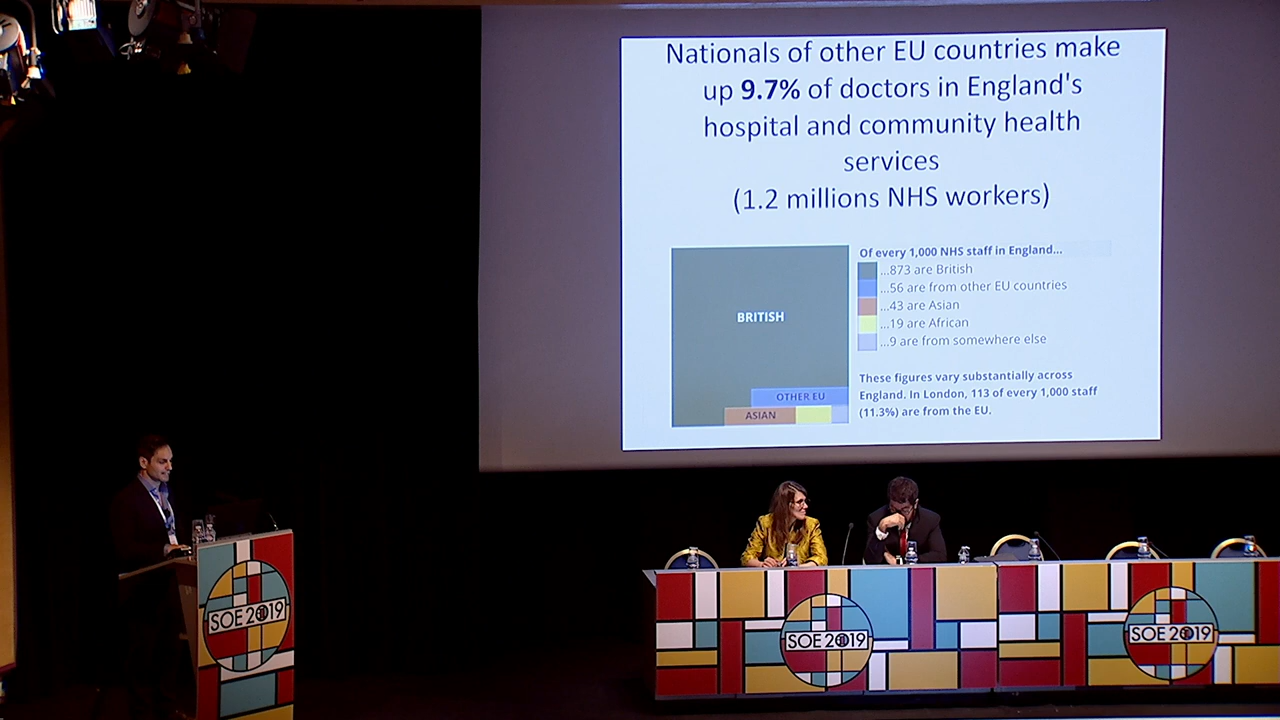 Nationals of other EU countries make
up 9.7% of doctors in England's
hospital and community health
services
(1.2 millions NHS workers)
Of every 1,000 NHS staff in England...
...873 are British
...56 are from other EU countries
...43 are Asian
...19 are African
...9 are from somewhere else
BRITISH
OTHER EU
ASIAN
These figures vary substantially across
England. In London, 113 of every 1,000 staff
(11.3%) are from the EU.
SOE 2019
SOE 2019
SOE 2019